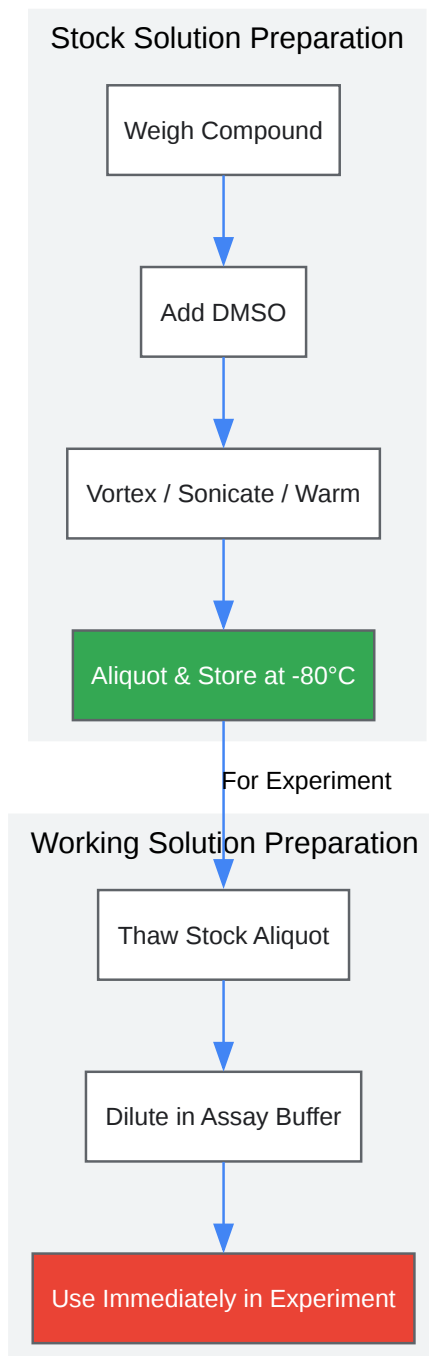 Stock Solution Preparation
Weigh Compound
Add DMSO
Vortex / Sonicate / Warm
Aliquot & Store at -80°C
For Experiment
Working Solution Preparation
Thaw Stock Aliquot
Dilute in Assay Buffer
Use Immediately in Experiment